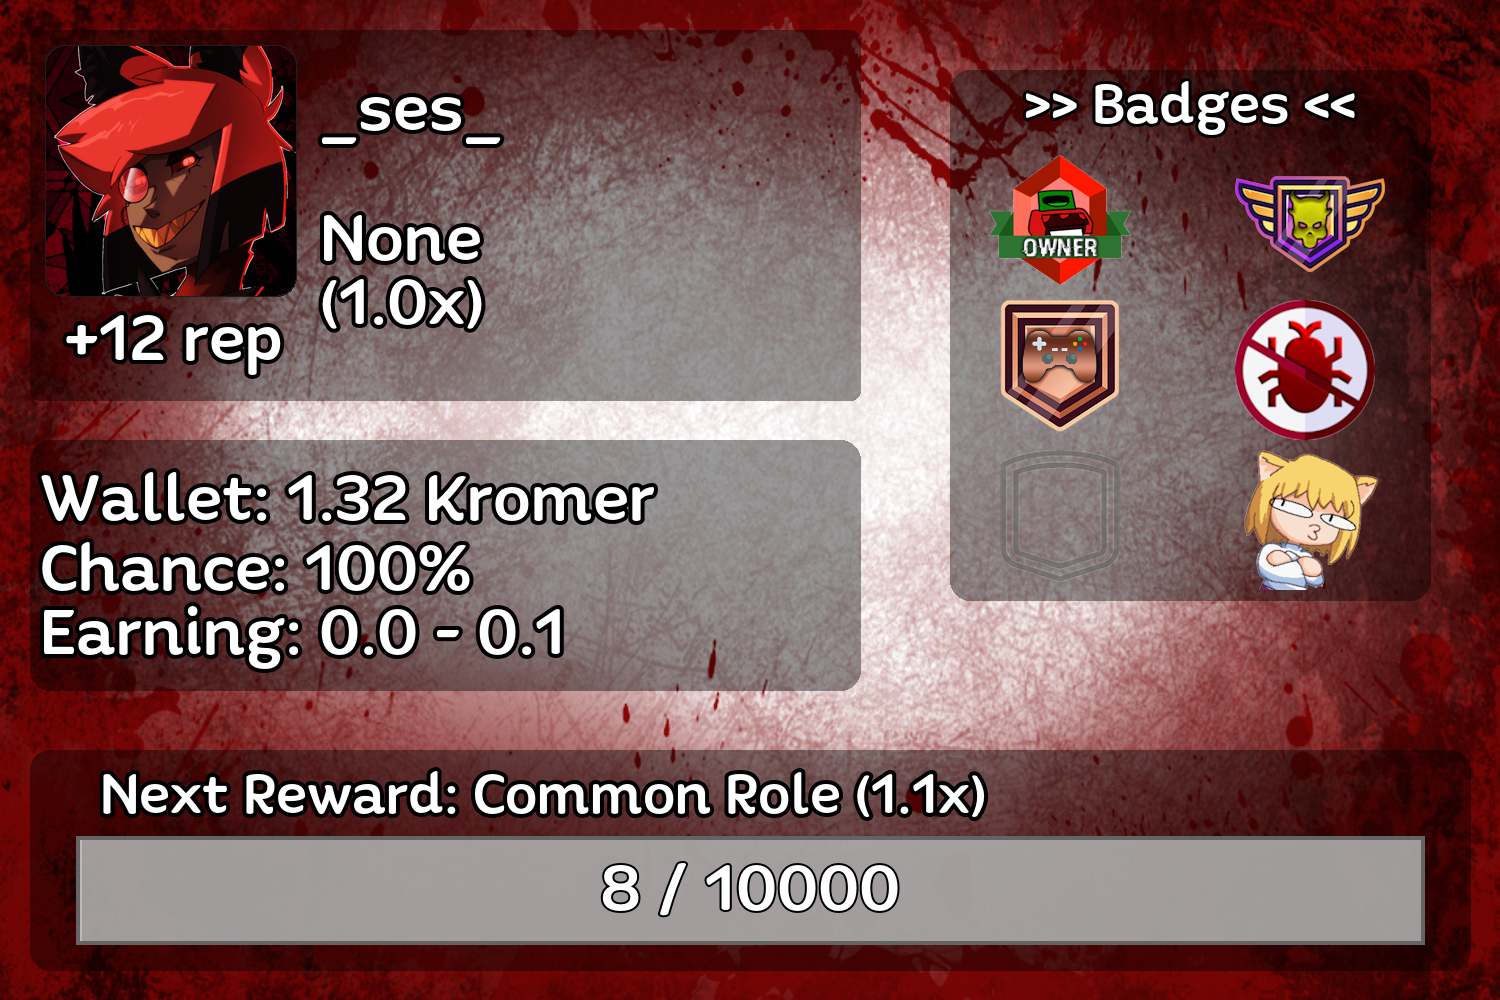 _ses_
None
(1.0x)
+12 rep
>> Badges <<
OWNER
Wallet: 1.32 Kromer
Chance: 100%
Earning: 0.0 - 0.1
Next Reward: Common Role (1.1x)
8 / 10000